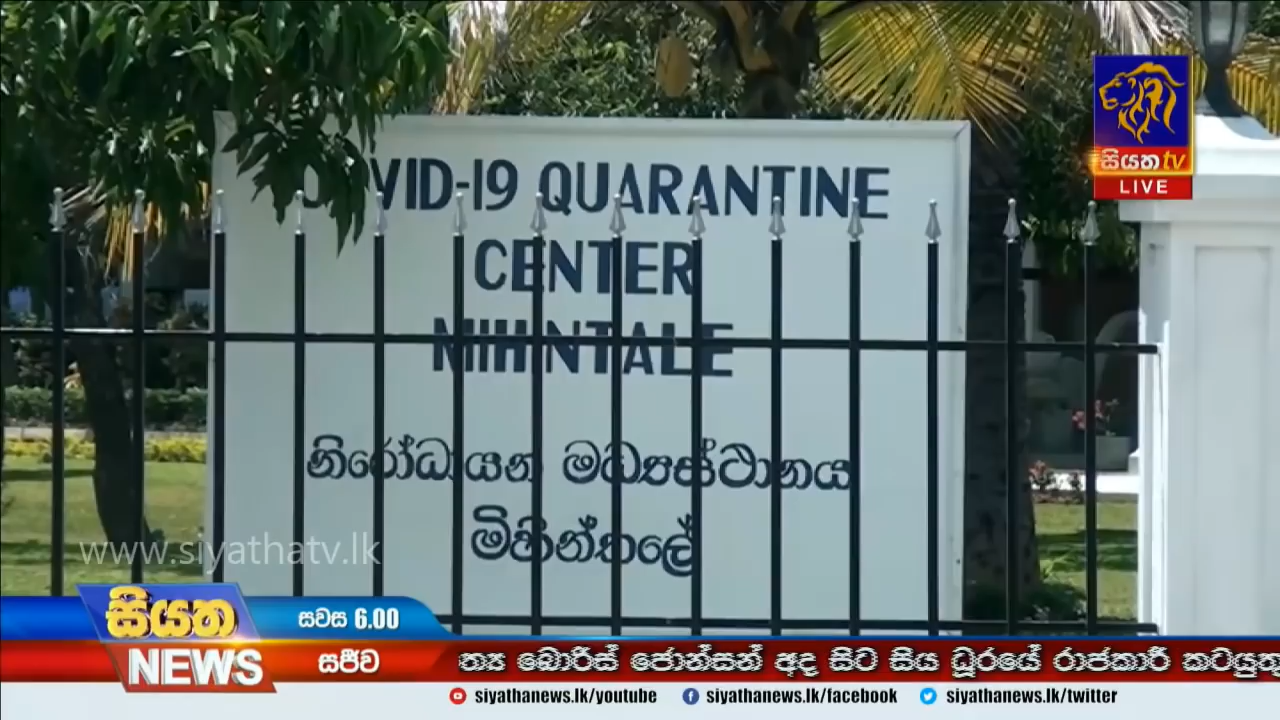 සියත tv
LIVE
COVID-19 QUARANTINE
CENTER
MIHINTALE
නිරෝධායන මධ්‍යස්ථානය
මිහින්තලේ
www.siyathatv.lk
සියත
NEWS
සවස 6.00
සජීව
ත්‍ය බොරිස් ජොන්සන් අද සිට සිය ධූරයේ රාජකාරී කටයුතු
siyathanews.lk/youtube
siyathanews.lk/facebook
siyathanews.lk/twitter